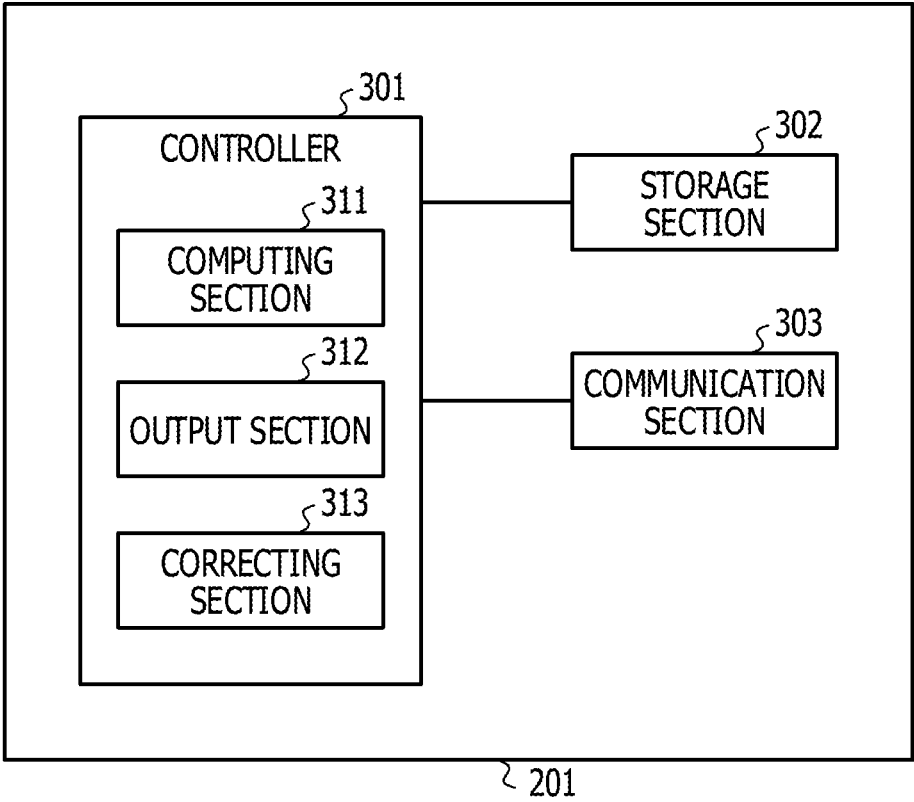 301
CONTROLLER
311
COMPUTING
SECTION
312
OUTPUT SECTION
313
CORRECTING
SECTION
302
STORAGE
SECTION
303
COMMUNICATION
SECTION
201